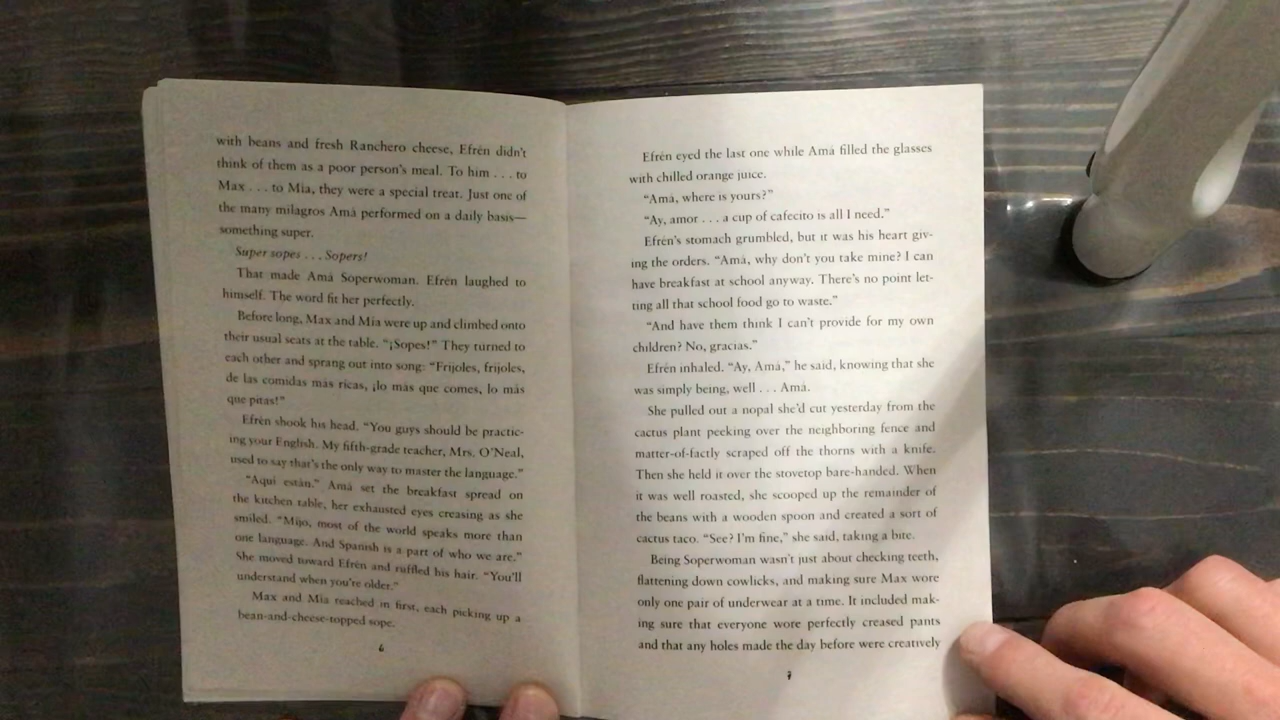 with beans and fresh Ranchero cheese, Efrén didn't
think of them as a poor person's meal. To him . . . to
Max . . . to Mia, they were a special treat. Just one of
the many milagros Amá performed on a daily basis—
something super.
Super sopes . . . Sopers!
That made Amá Soperwoman. Efrén laughed to
himself. The word fit her perfectly.
Before long, Max and Mía were up and climbed onto
their usual seats at the table. "¡Sopes!" They turned to
each other and sprang out into song: "Frijoles, frijoles,
de las comidas más ricas, ¡lo más que comes, lo más
que pitas!"
Efrén shook his head. "You guys should be practic-
ing your English. My fifth-grade teacher, Mrs. O'Neal,
used to say that's the only way to master the language."
"Aquí están." Amá set the breakfast spread on
the kitchen table, her exhausted eyes creasing as she
smiled. "Mijo, most of the world speaks more than
one language. And Spanish is a part of who we are."
She moved toward Efrén and ruffled his hair. "You'll
understand when you're older."
Max and Mía reached in first, each picking up a
bean-and-cheese-topped sope.
6
Efrén eyed the last one while Amá filled the glasses
with chilled orange juice.
"Amá, where is yours?"
"Ay, amor . . . a cup of cafecito is all I need."
Efrén's stomach grumbled, but it was his heart giv-
ing the orders. "Amá, why don't you take mine? I can
have breakfast at school anyway. There's no point let-
ting all that school food go to waste."
"And have them think I can't provide for my own
children? No, gracias."
Efrén inhaled. "Ay, Amá," he said, knowing that she
was simply being, well . . . Amá.
She pulled out a nopal she'd cut yesterday from the
cactus plant peeking over the neighboring fence and
matter-of-factly scraped off the thorns with a knife.
Then she held it over the stovetop bare-handed. When
it was well roasted, she scooped up the remainder of
the beans with a wooden spoon and created a sort of
cactus taco. "See? I'm fine," she said, taking a bite.
Being Soperwoman wasn't just about checking teeth,
flattening down cowlicks, and making sure Max wore
only one pair of underwear at a time. It included mak-
ing sure that everyone wore perfectly creased pants
and that any holes made the day before were creatively
7